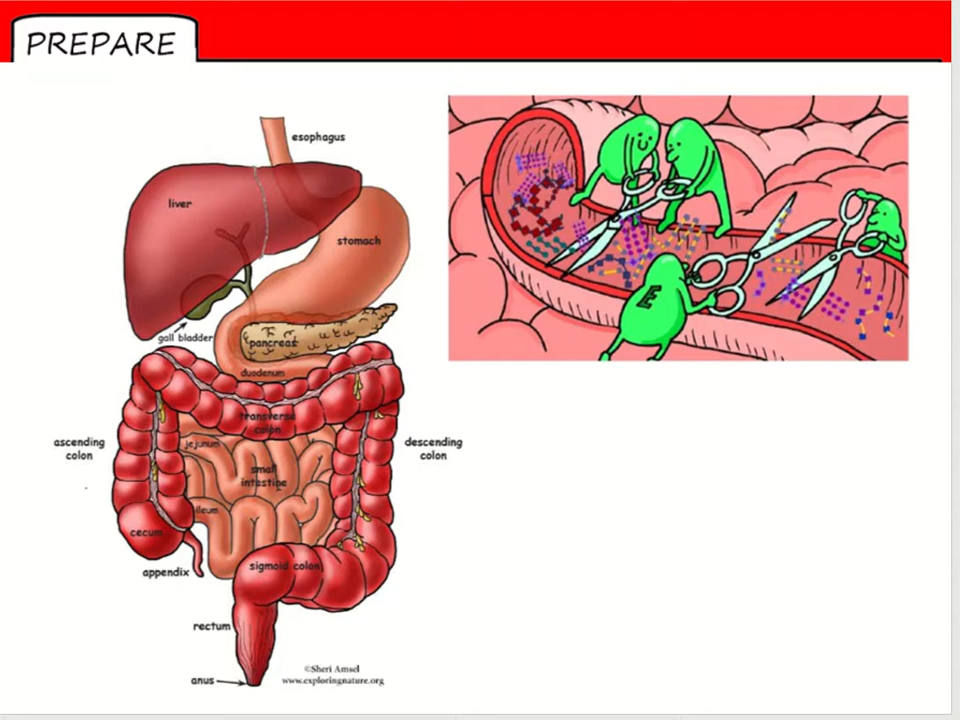 PREPARE
esophagus
liver
stomach
gall bladder
pancreas
duodenum
transverse
colon
ascending
colon
descending
colon
jejunum
small
intestine
ileum
cecum
appendix
sigmoid colon
rectum
anus
©Sheri Amsel
www.exploringnature.org
E